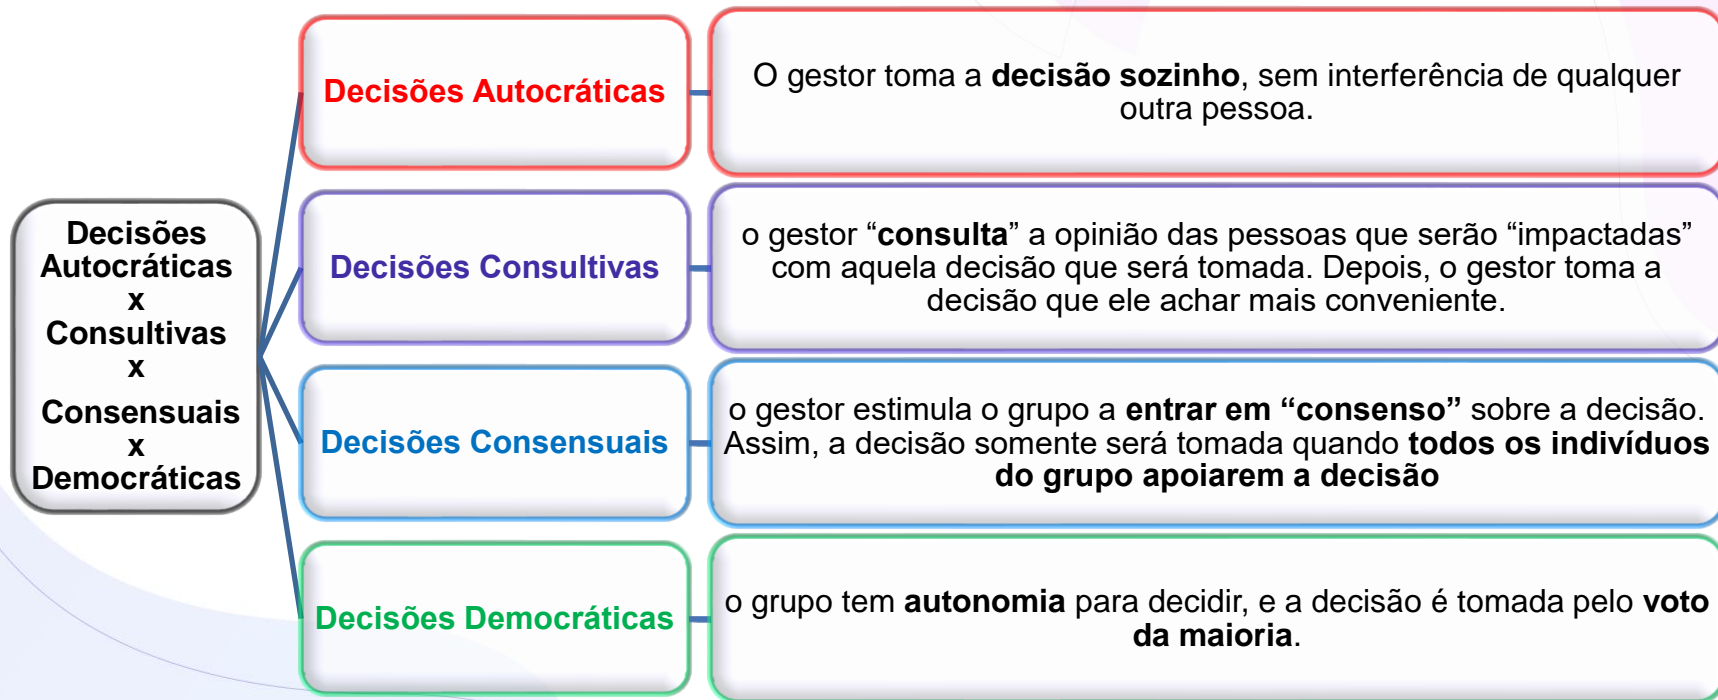 Decisões
Autocráticas
x
Consultivas
x
Consensuais
x
Democráticas
Decisões Autocráticas
O gestor toma a decisão sozinho, sem interferência de qualquer
outra pessoa.
Decisões Consultivas
o gestor “consulta” a opinião das pessoas que serão “impactadas”
com aquela decisão que será tomada. Depois, o gestor toma a
decisão que ele achar mais conveniente.
Decisões Consensuais
o gestor estimula o grupo a entrar em “consenso” sobre a decisão.
Assim, a decisão somente será tomada quando todos os indivíduos
do grupo apoiarem a decisão
Decisões Democráticas
o grupo tem autonomia para decidir, e a decisão é tomada pelo voto
da maioria.